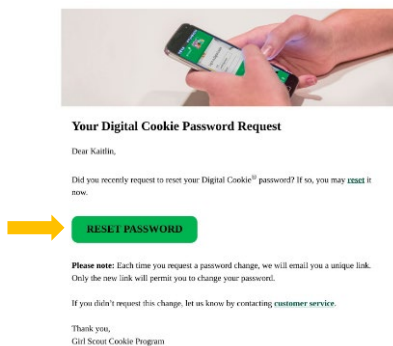 Your Digital Cookie Password Request
Dear Kaitlin,
Did you recently request to reset your Digital Cookie® password? If so, you may reset it
now.
RESET PASSWORD
Please note: Each time you request a password change, we will email you a unique link.
Only the new link will permit you to change your password.
If you didn't request this change, let us know by contacting customer service.
Thank you,
Girl Scout Cookie Program